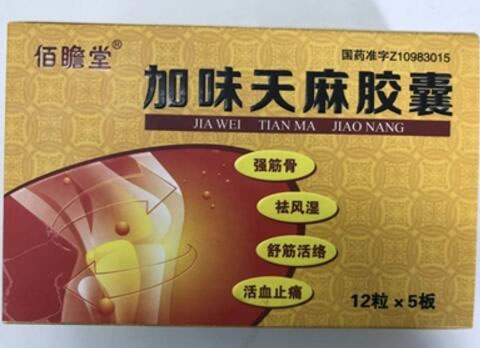 佰瞻堂®
国药准字Z10983015
加味天麻胶囊
JIA WEI TIAN MA JIAO NANG
强筋骨
祛风湿
舒筋活络
活血止痛
12粒×5板